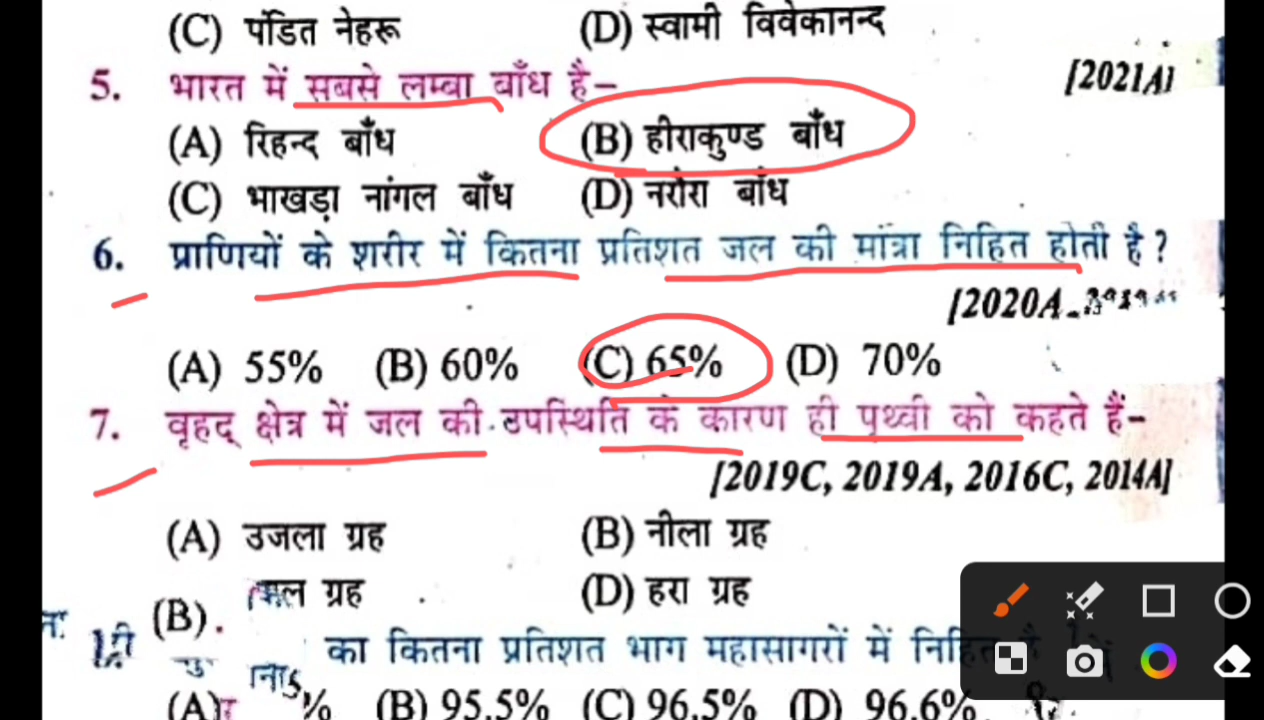 (C) पंडित नेहरू (D) स्वामी विवेकानन्द
5. भारत में सबसे लम्बा बाँध है– [2021A]
(A) रिहन्द बाँध (B) हीराकुण्ड बाँध
(C) भाखड़ा नांगल बाँध (D) नरोरा बाँध
6. प्राणियों के शरीर में कितना प्रतिशत जल की मात्रा निहित होती है ?
[2020A
(A) 55% (B) 60% (C) 65% (D) 70%
7. वृहद् क्षेत्र में जल की उपस्थिति के कारण ही पृथ्वी को कहते हैं–
[2019C, 2019A, 2016C, 2014A]
(A) उजला ग्रह (B) नीला ग्रह
(B). ग्रह (D) हरा ग्रह
का कितना प्रतिशत भाग महासागरों में
(A) % (B) 95.5% (C) 96.5% (D) 96.6%